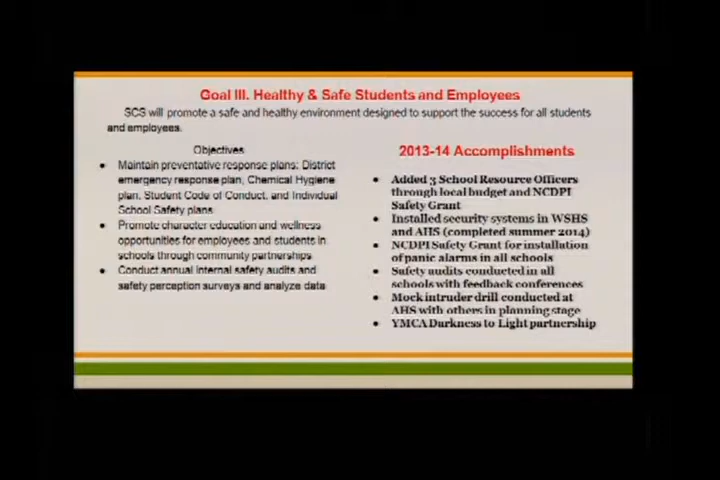 Goal III. Healthy & Safe Students and Employees
SCS will promote a safe and healthy environment designed to support the success for all students
and employees.
Objectives
Maintain preventative response plans: District
emergency response plan, Chemical Hygiene
plan, Student Code of Conduct, and Individual
School Safety plans
Promote character education and wellness
opportunities for employees and students in
schools through community partnerships
Conduct annual internal safety audits and
safety perception surveys and analyze data
2013-14 Accomplishments
Added 3 School Resource Officers
through local budget and NCDPI
Safety Grant
Installed security systems in WSHS
and AHS (completed summer 2014)
NCDPI Safety Grant for installation
of panic alarms in all schools
Safety audits conducted in all
schools with feedback conferences
Mock intruder drill conducted at
AHS with others in planning stage
YMCA Darkness to Light partnership